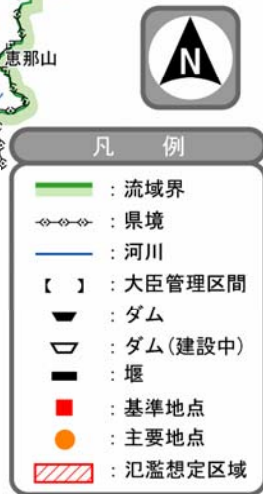 恵那山
N
凡 例
：流域界
：県境
：河川
【 】：大臣管理区間
：ダム
：ダム(建設中)
：堰
：基準地点
：主要地点
：氾濫想定区域